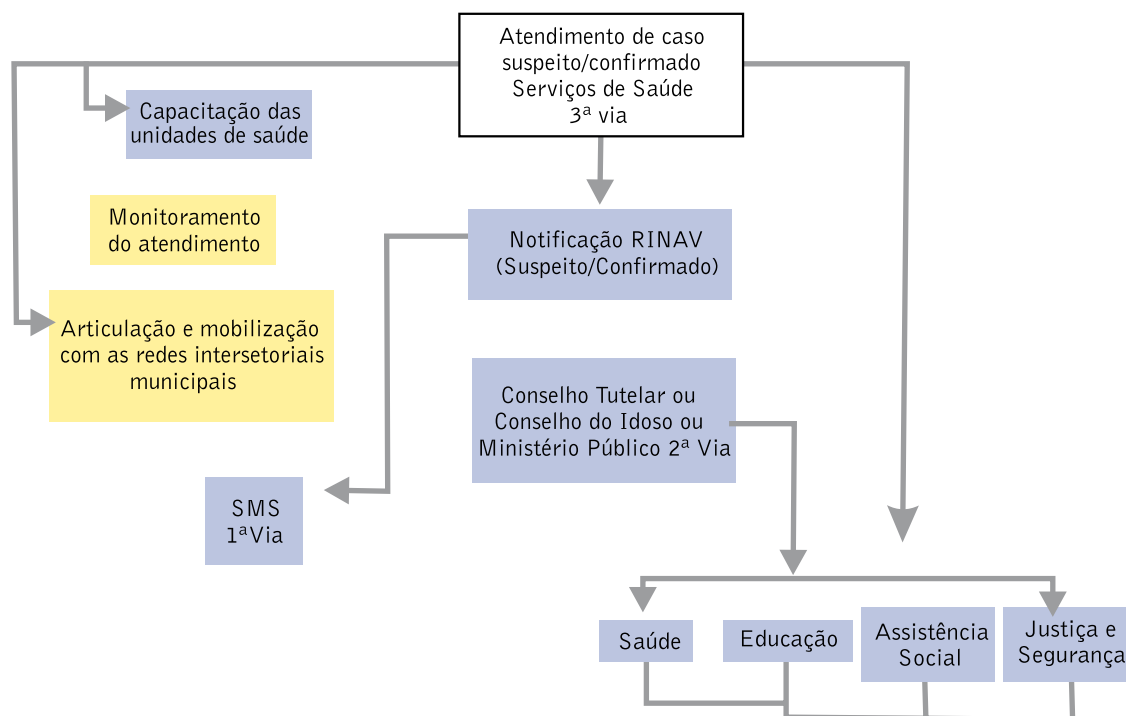 Atendimento de caso
suspeito/confirmado
Serviços de Saúde
3ª via
Capacitação das
unidades de saúde
Monitoramento
do atendimento
Notificação RINAV
(Suspeito/Confirmado)
Articulação e mobilização
com as redes intersetoriais
municipais
Conselho Tutelar ou
Conselho do Idoso ou
Ministério Público 2ª Via
SMS
1ªVia
Saúde
Educação
Assistência
Social
Justiça e
Segurança